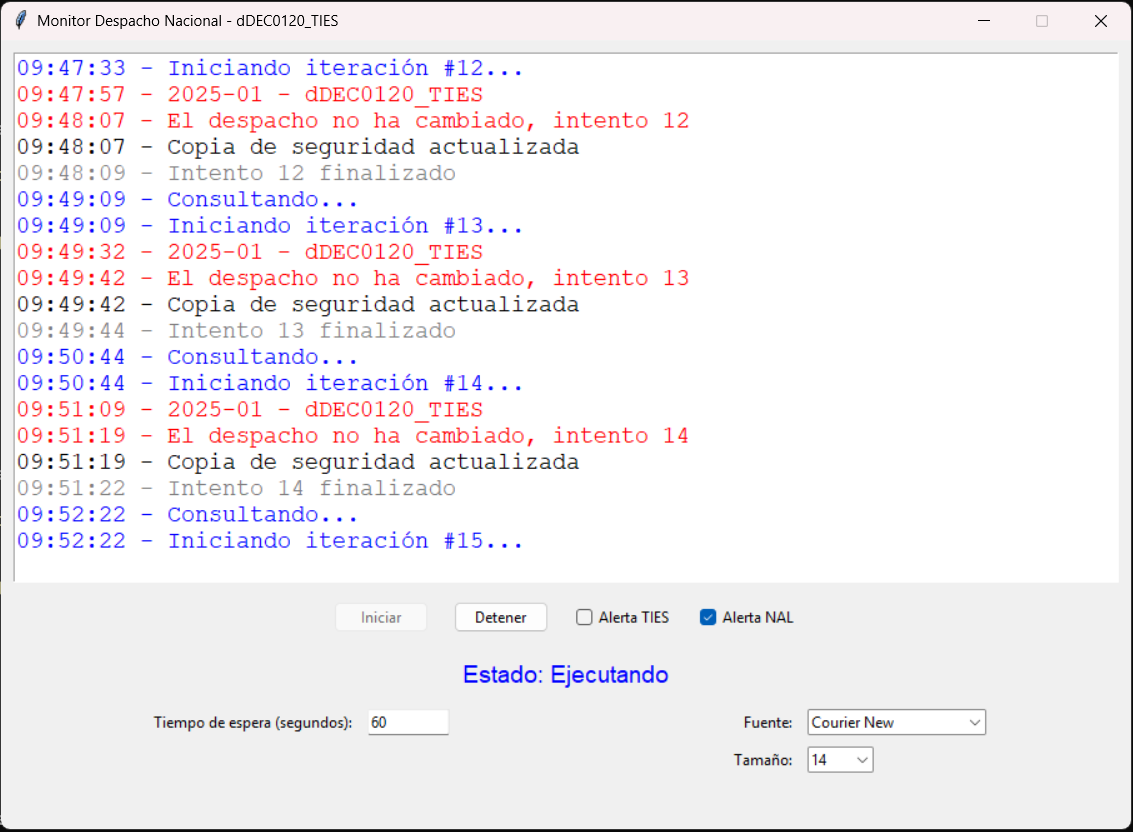 Monitor Despacho Nacional - dDEC0120_TIES
09:47:33 - Iniciando iteración #12...
09:47:57 - 2025-01 - dDEC0120_TIES
09:48:07 - El despacho no ha cambiado, intento 12
09:48:07 - Copia de seguridad actualizada
09:48:09 - Intento 12 finalizado
09:49:09 - Consultando...
09:49:09 - Iniciando iteración #13...
09:49:32 - 2025-01 - dDEC0120_TIES
09:49:42 - El despacho no ha cambiado, intento 13
09:49:42 - Copia de seguridad actualizada
09:49:44 - Intento 13 finalizado
09:50:44 - Consultando...
09:50:44 - Iniciando iteración #14...
09:51:09 - 2025-01 - dDEC0120_TIES
09:51:19 - El despacho no ha cambiado, intento 14
09:51:19 - Copia de seguridad actualizada
09:51:22 - Intento 14 finalizado
09:52:22 - Consultando...
09:52:22 - Iniciando iteración #15...
Iniciar Detener Alerta TIES Alerta NAL
Estado: Ejecutando
Tiempo de espera (segundos): 60 Fuente: Courier New
Tamaño: 14